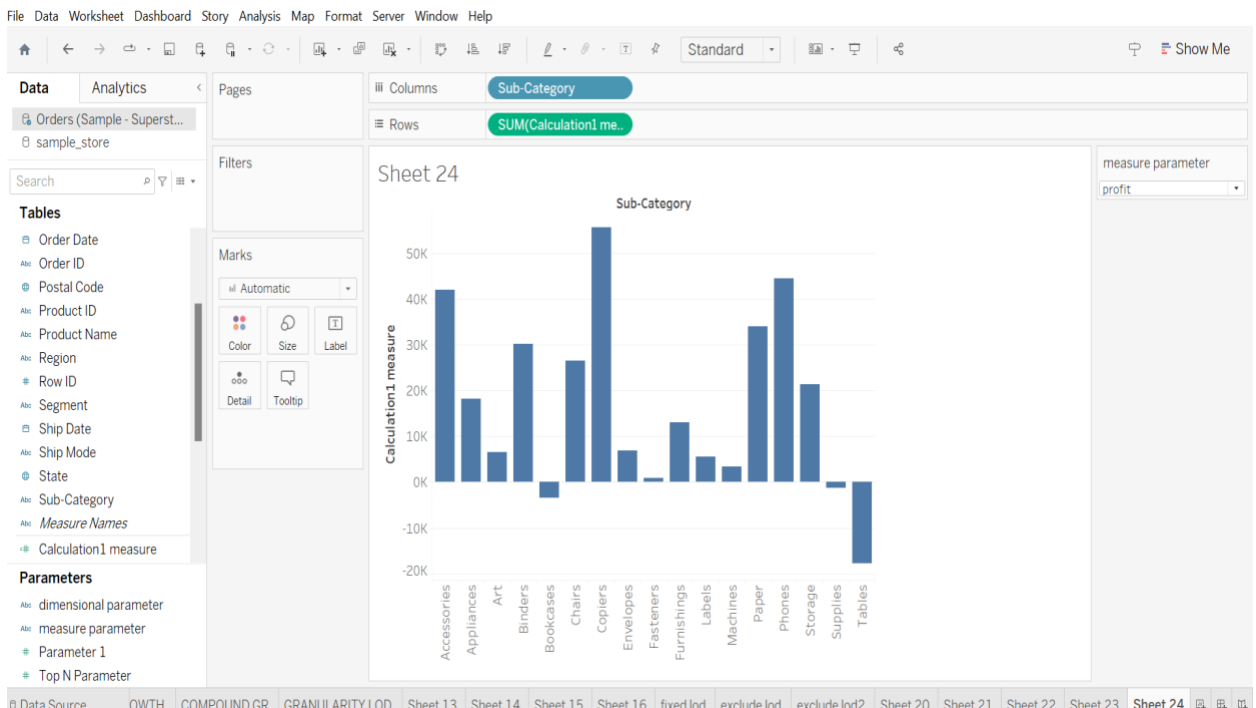 File Data Worksheet Dashboard Story Analysis Map Format Server Window Help
Standard
Show Me
Data Analytics
Orders (Sample - Superst...
sample_store
Search
Tables
Order Date
Order ID
Postal Code
Product ID
Product Name
Region
Row ID
Segment
Ship Date
Ship Mode
State
Sub-Category
Measure Names
Calculation1 measure
Parameters
dimensional parameter
measure parameter
Parameter 1
Top N Parameter
Pages
Filters
Marks
Automatic
Color Size Label
Detail Tooltip
Columns Sub-Category
Rows SUM(Calculation1 me..
Sheet 24
Sub-Category
Calculation1 measure
50K
40K
30K
20K
10K
0K
-10K
-20K
Accessories
Appliances
Art
Binders
Bookcases
Chairs
Copiers
Envelopes
Fasteners
Furnishings
Labels
Machines
Paper
Phones
Storage
Supplies
Tables
measure parameter
profit
Data Source OWTH COMPOUND GR GRANULARITY LOD Sheet 13 Sheet 14 Sheet 15 Sheet 16 fixed lod exclude lod exclude lod2 Sheet 20 Sheet 21 Sheet 22 Sheet 23 Sheet 24